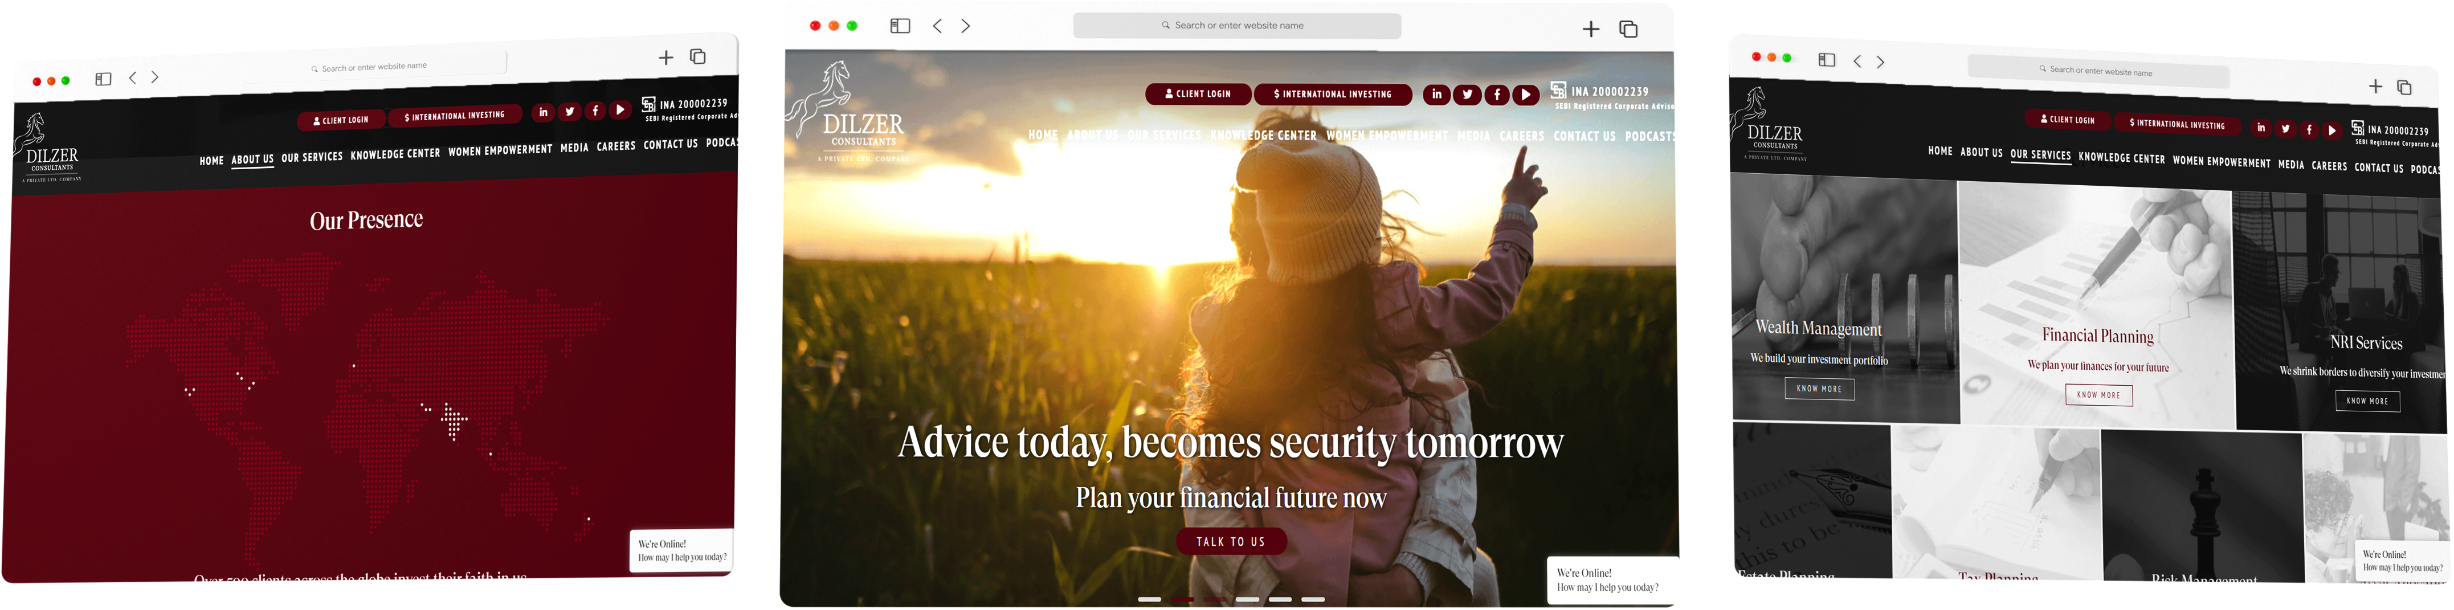 Search or enter website name
CLIENT LOGIN
$ INTERNATIONAL INVESTING
in
INA 200002239
SEBI Registered Corporate Ad
DILZER
CONSULTANTS
A PRIVATE LTD. COMPANY
HOME ABOUT US OUR SERVICES KNOWLEDGE CENTER WOMEN EMPOWERMENT MEDIA CAREERS CONTACT US PODCA
Our Presence
We're Online!
How may I help you today?
Over 500 clients across the globe invest their faith in us
Search or enter website name
CLIENT LOGIN
$ INTERNATIONAL INVESTING
in
INA 200002239
SEBI Registered Corporate Adviso
DILZER
CONSULTANTS
A PRIVATE LTD. COMPANY
HOME ABOUT US OUR SERVICES KNOWLEDGE CENTER WOMEN EMPOWERMENT MEDIA CAREERS CONTACT US PODCASTS
Advice today, becomes security tomorrow
Plan your financial future now
TALK TO US
We're Online!
How may I help you today?
Search or enter website name
CLIENT LOGIN
$ INTERNATIONAL INVESTING
in
INA 200002239
SEBI Registered Corporate Ad
DILZER
CONSULTANTS
A PRIVATE LTD. COMPANY
HOME ABOUT US OUR SERVICES KNOWLEDGE CENTER WOMEN EMPOWERMENT MEDIA CAREERS CONTACT US PODCA
Wealth Management
We build your investment portfolio
KNOW MORE
Financial Planning
We plan your finances for your future
KNOW MORE
NRI Services
We shrink borders to diversify your investmen
KNOW MORE
Estate Planning
Tax Planning
Risk Management
We're Online!
How may I help you today?